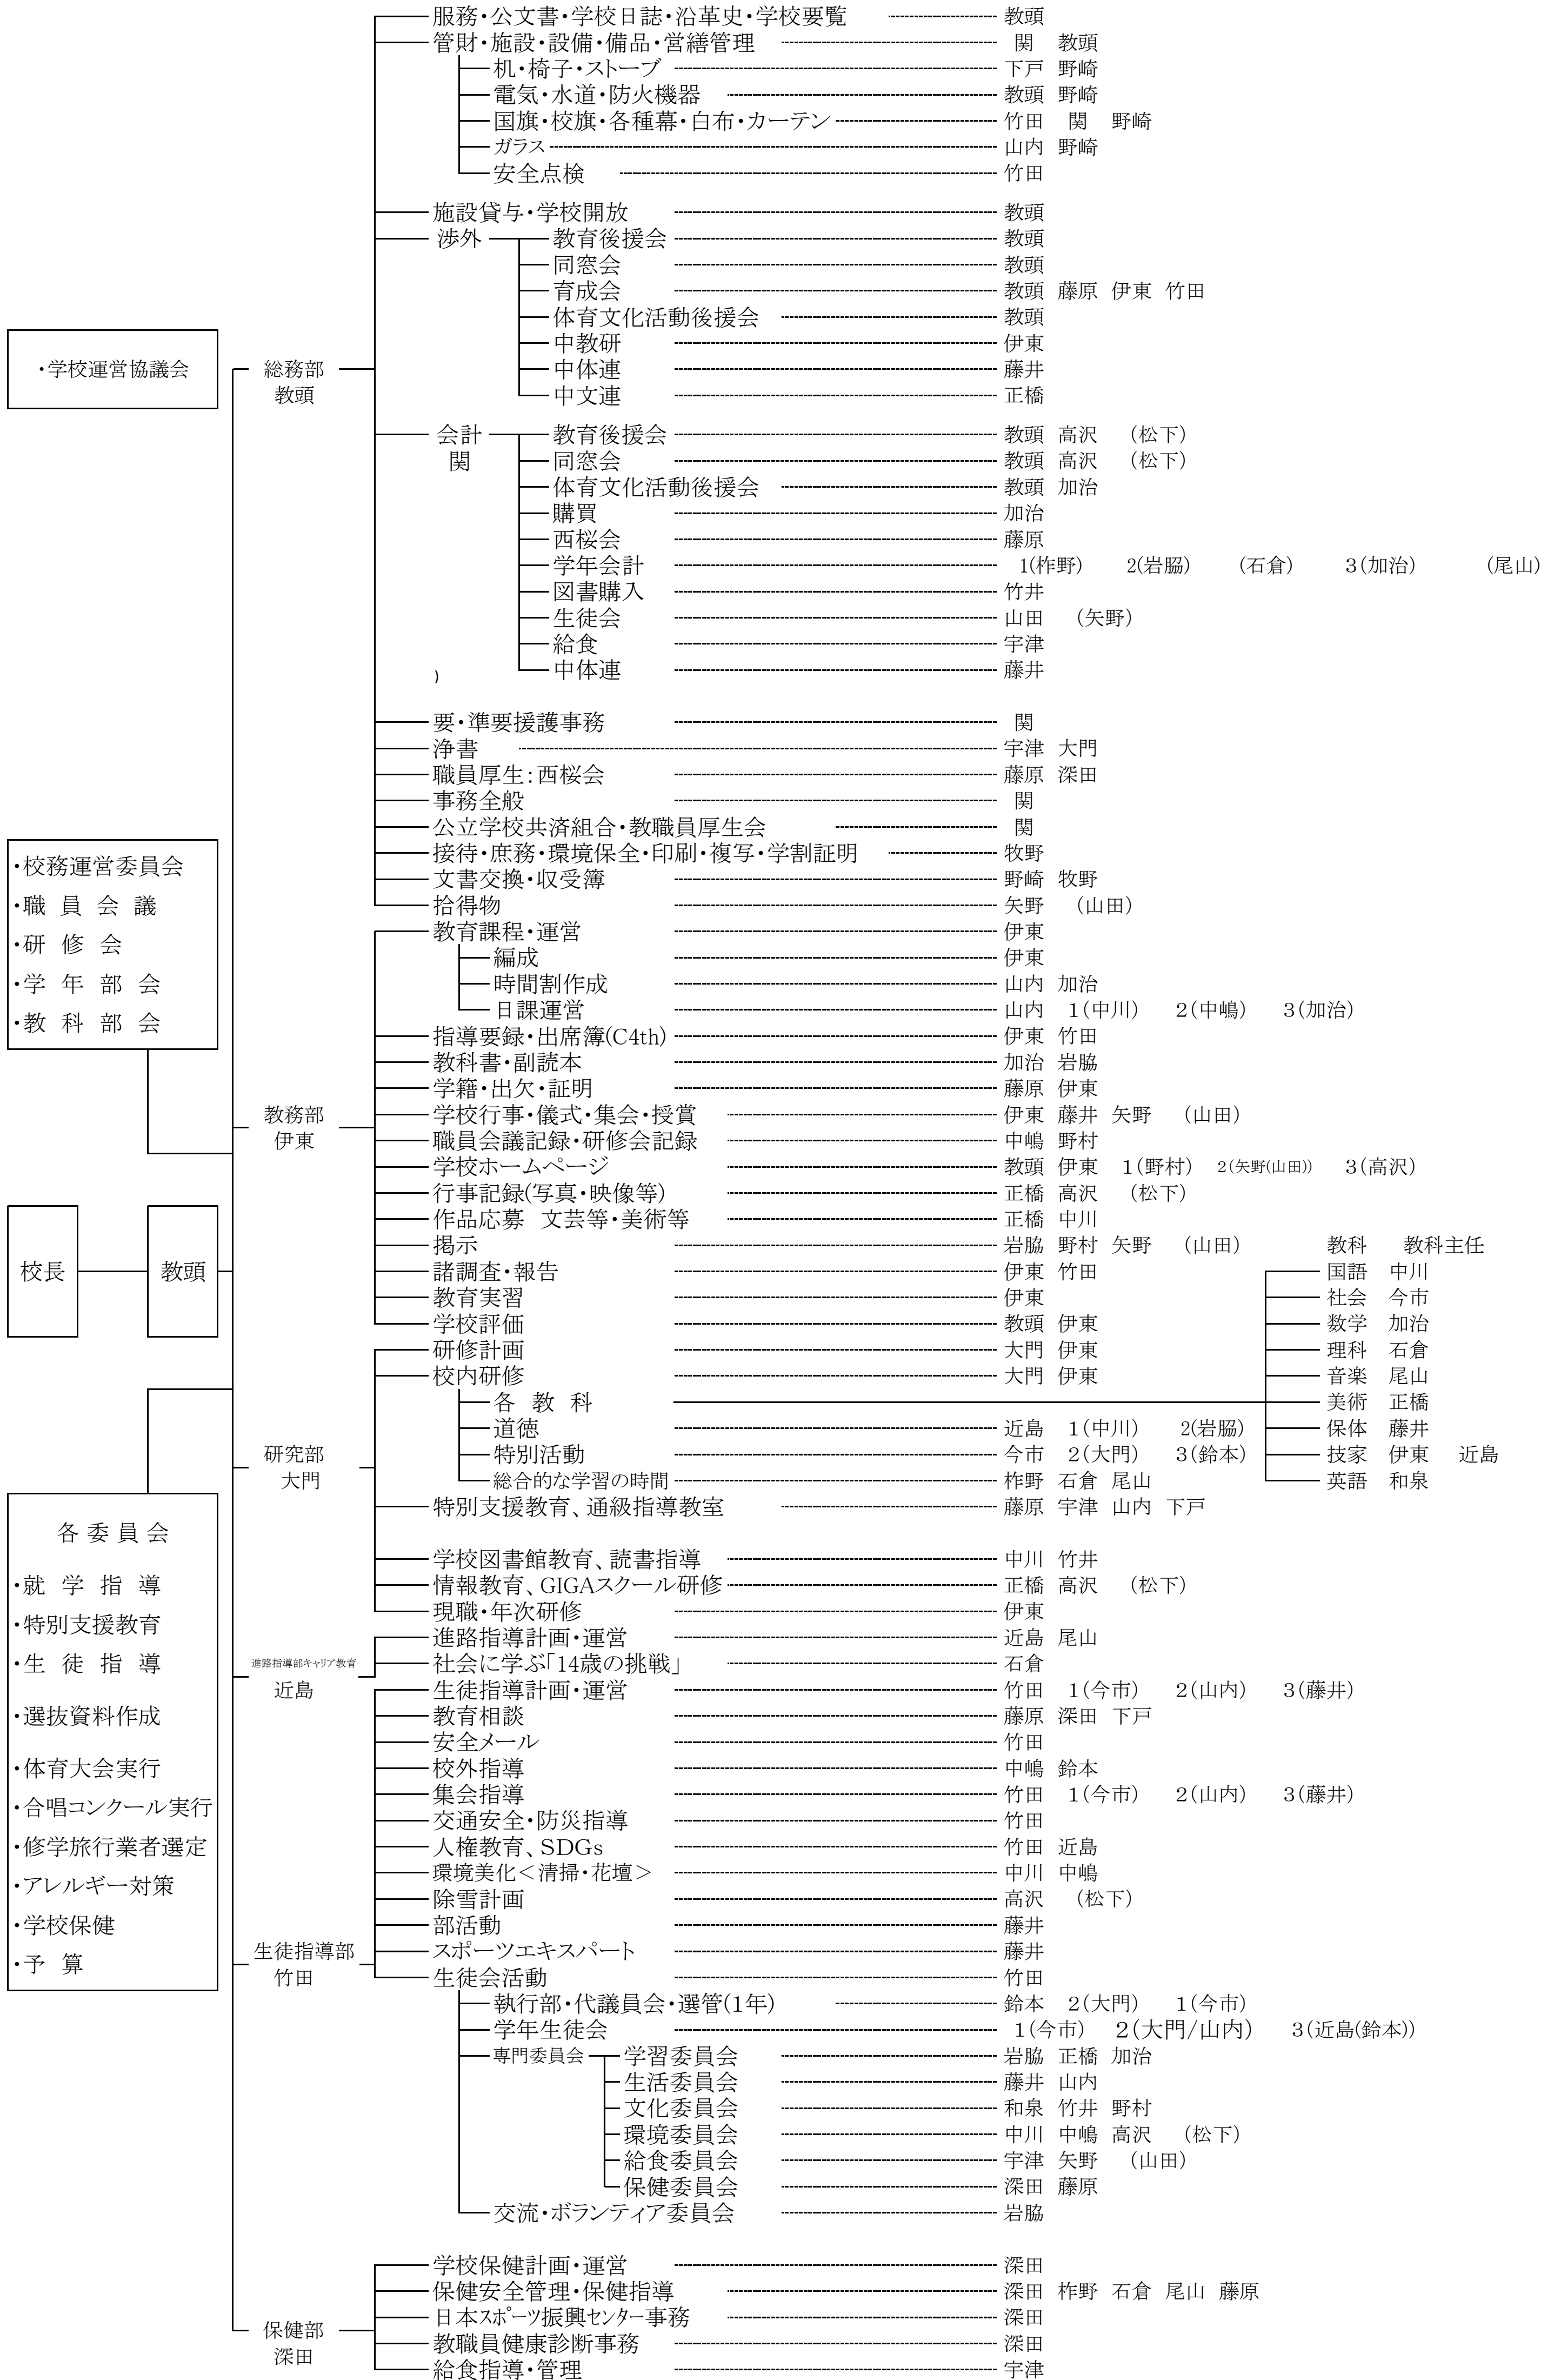 服務・公文書・学校日誌・沿革史・学校要覧 教頭
管財・施設・設備・備品・営繕管理 関 教頭
机・椅子・ストーブ 下戸 野崎
電気・水道・防火機器 教頭 野崎
国旗・校旗・各種幕・白布・カーテン 竹田 関 野崎
ガラス 山内 野崎
安全点検 竹田
施設貸与・学校開放 教頭
渉外 教育後援会 教頭
同窓会 教頭
育成会 教頭 藤原 伊東 竹田
体育文化活動後援会 教頭
中教研 伊東
・学校運営協議会 総務部 中体連 藤井
教頭 中文連 正橋
会計 教育後援会 教頭 高沢 （松下）
関 同窓会 教頭 高沢 （松下）
体育文化活動後援会 教頭 加治
購買 加治
西桜会 藤原
学年会計 1(柞野) 2(岩脇) （石倉） 3（加治） （尾山）
図書購入 竹井
生徒会 山田 （矢野）
給食 宇津
中体連 藤井
）
要・準要援護事務 関
浄書 宇津 大門
職員厚生：西桜会 藤原 深田
事務全般 関
公立学校共済組合・教職員厚生会 関
接待・庶務・環境保全・印刷・複写・学割証明 牧野
文書交換・収受簿 野崎 牧野
拾得物 矢野 （山田）
・校務運営委員会
・職 員 会 議
・研 修 会
・学 年 部 会
・教 科 部 会
教育課程・運営 伊東
編成 伊東
時間割作成 山内 加治
日課運営 山内 1（中川） 2（中嶋） 3（加治）
指導要録・出席簿(C4th) 伊東 竹田
教科書・副読本 加治 岩脇
学籍・出欠・証明 藤原 伊東
教務部 学校行事・儀式・集会・授賞 伊東 藤井 矢野 （山田）
伊東 職員会議記録・研修会記録 中嶋 野村
学校ホームページ 教頭 伊東 1（野村） 2（矢野(山田)） 3（高沢）
行事記録(写真・映像等) 正橋 高沢 （松下）
作品応募 文芸等・美術等 正橋 中川
掲示 岩脇 野村 矢野 （山田） 教科 教科主任
校長 教頭 諸調査・報告 伊東 竹田 国語 中川
教育実習 伊東 社会 今市
学校評価 教頭 伊東 数学 加治
研修計画 大門 伊東 理科 石倉
校内研修 大門 伊東 音楽 尾山
各 教 科 美術 正橋
道徳 近島 1（中川） 2(岩脇) 保体 藤井
研究部 特別活動 今市 2（大門） 3（鈴本） 技家 伊東 近島
大門 総合的な学習の時間 柞野 石倉 尾山 英語 和泉
特別支援教育、通級指導教室 藤原 宇津 山内 下戸
学校図書館教育、読書指導 中川 竹井
情報教育、GIGAスクール研修 正橋 高沢 （松下）
現職・年次研修 伊東
各 委 員 会
・就 学 指 導
・特別支援教育
・生 徒 指 導
・選抜資料作成
・体育大会実行
・合唱コンクール実行
・修学旅行業者選定
・アレルギー対策
・学校保健
・予 算
進路指導計画・運営 近島 尾山
進路指導部キャリア教育 社会に学ぶ「14歳の挑戦」 石倉
近島 生徒指導計画・運営 竹田 1（今市） 2（山内） 3（藤井）
教育相談 藤原 深田 下戸
安全メール 竹田
校外指導 中嶋 鈴本
集会指導 竹田 1（今市） 2（山内） 3（藤井）
交通安全・防災指導 竹田
人権教育、SDGs 竹田 近島
環境美化＜清掃・花壇＞ 中川 中嶋
除雪計画 高沢 （松下）
部活動 藤井
生徒指導部 スポーツエキスパート 藤井
竹田 生徒会活動 竹田
執行部・代議員会・選管(1年) 鈴本 2（大門） 1（今市）
学年生徒会 1（今市） 2（大門/山内） 3（近島(鈴本)）
専門委員会 学習委員会 岩脇 正橋 加治
生活委員会 藤井 山内
文化委員会 和泉 竹井 野村
環境委員会 中川 中嶋 高沢 （松下）
給食委員会 宇津 矢野 （山田）
保健委員会 深田 藤原
交流・ボランティア委員会 岩脇
学校保健計画・運営 深田
保健安全管理・保健指導 深田 柞野 石倉 尾山 藤原
日本スポーツ振興センター事務 深田
保健部 教職員健康診断事務 深田
深田 給食指導・管理 宇津